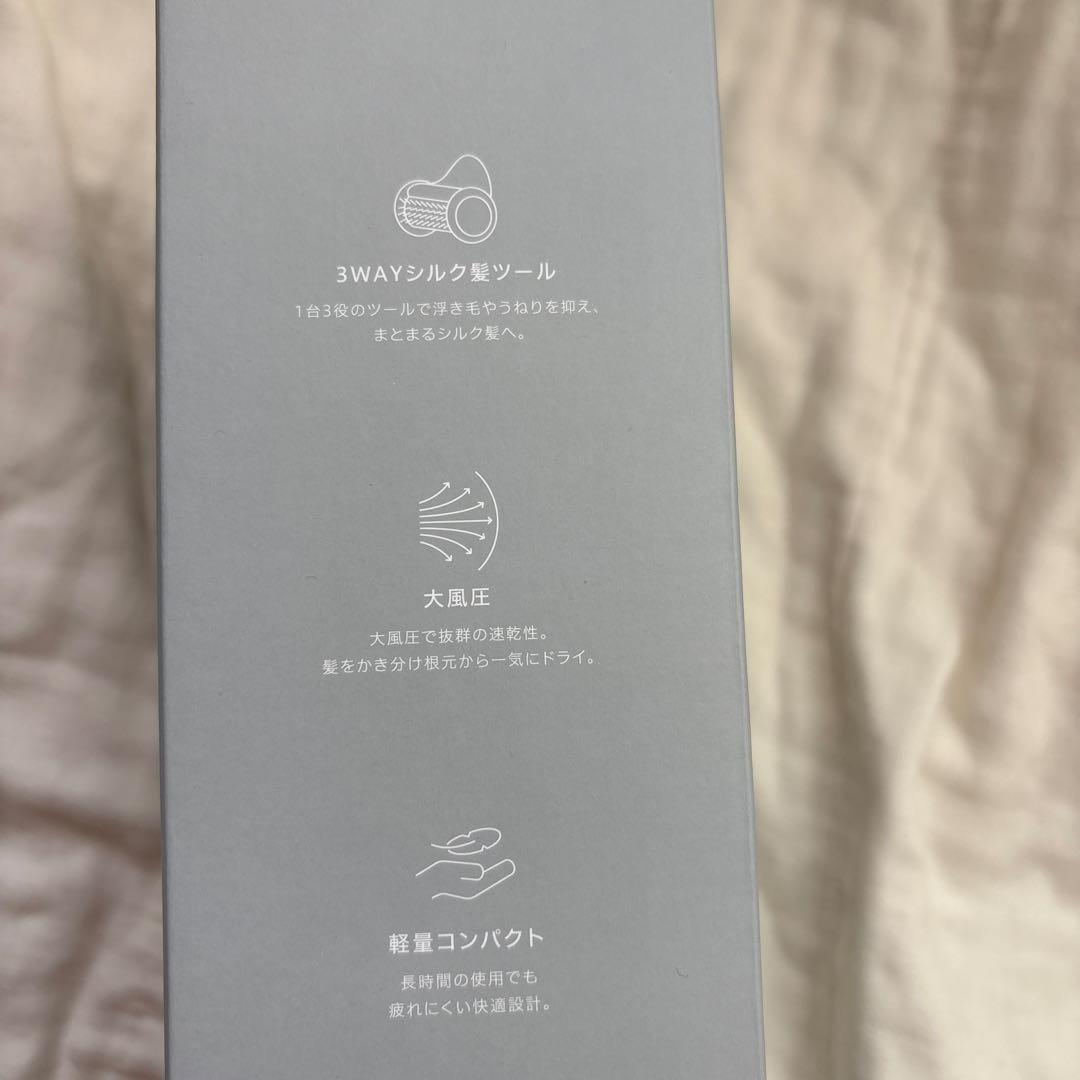 3WAYシルク髪ツール
1台3役のツールで浮き毛やうねりを抑え、
まとまるシルク髪へ。
大風圧
大風圧で抜群の速乾性。
髪をかき分け根元から一気にドライ。
軽量コンパクト
長時間の使用でも
疲れにくい快適設計。